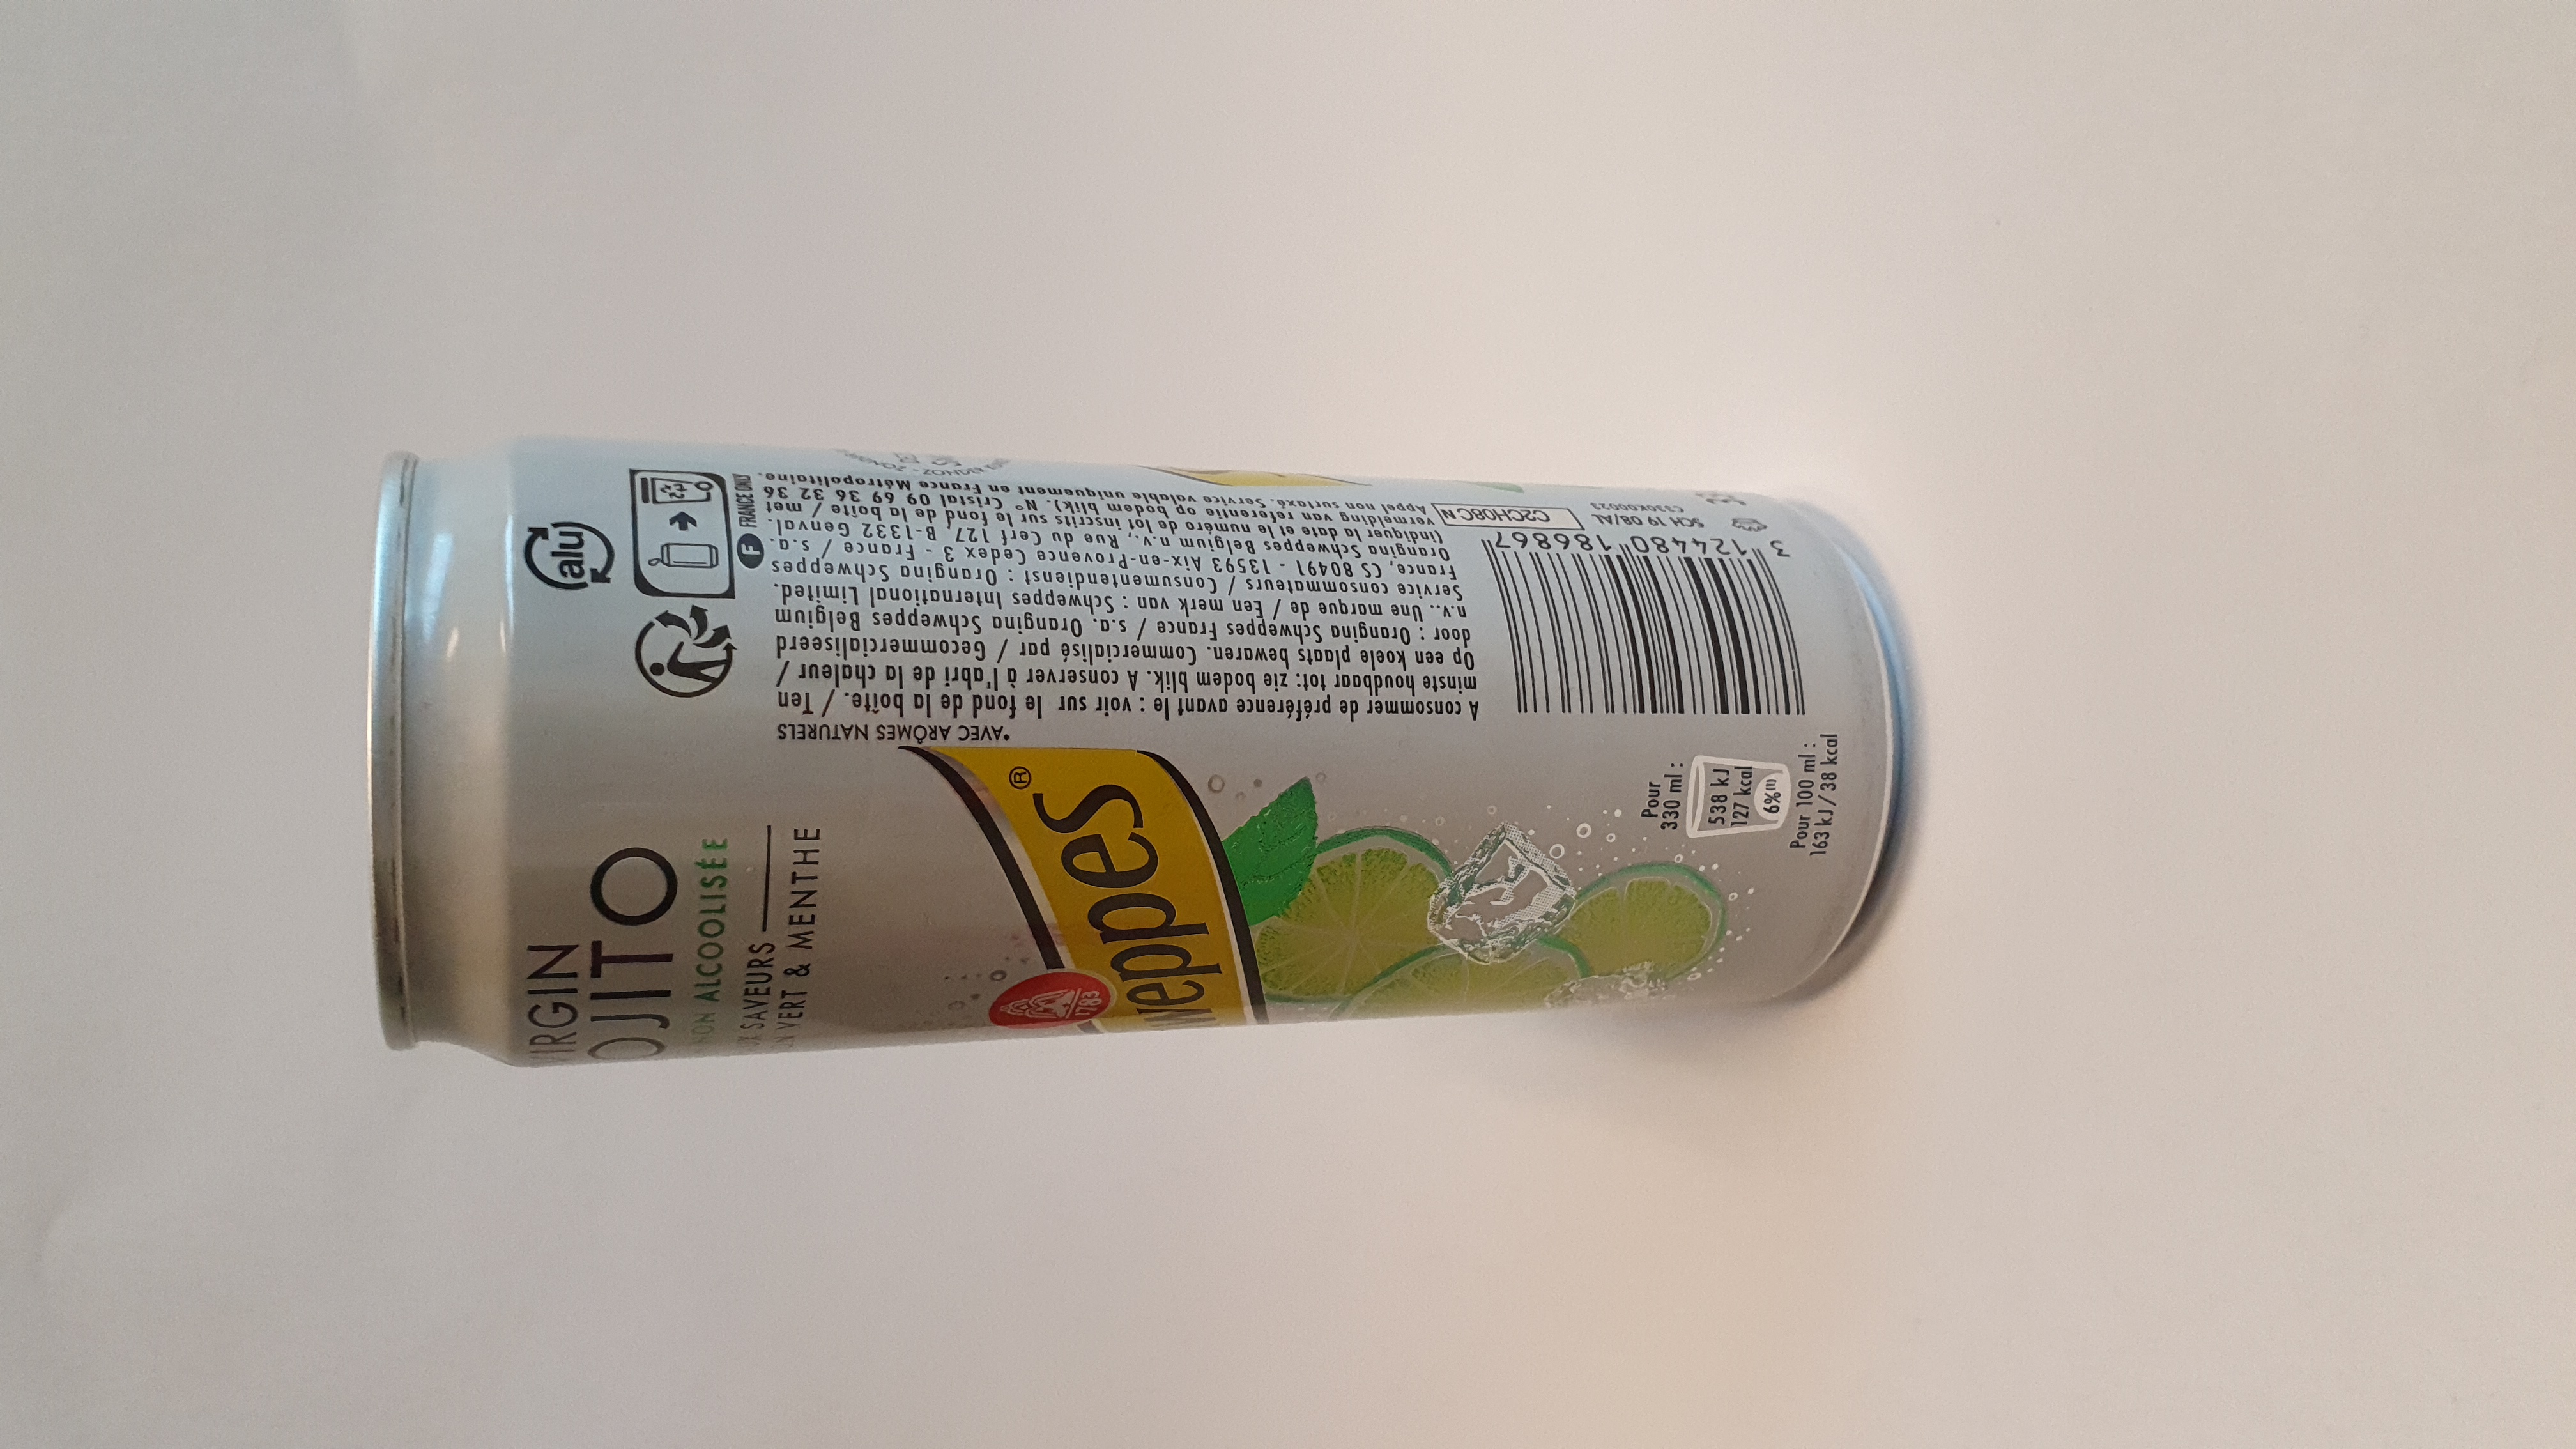 VIRGIN
OJITO
NON ALCOOLISÉE
SAVEURS
VERT & MENTHE
1783
weppes®
Pour
330 ml :
538 kJ
127 kcal
6%(1)
Pour 100 ml :
163 kJ / 38 kcal
alu
F FRANCE ONLY
*AVEC ARÔMES NATURELS
A consommer de préférence avant le : voir sur le fond de la boîte. / Ten
minste houdbaar tot: zie bodem blik. A conserver à l'abri de la chaleur /
Op een koele plaats bewaren. Commercialisé par / Gecommercialiseerd
door : Orangina Schweppes France / s.a. Orangina Schweppes Belgium
n.v.. Une marque de / Een merk van : Schweppes International Limited.
Service consommateurs / Consumentendienst : Orangina Schweppes
France, CS 80491 - 13593 Aix-en-Provence Cedex 3 - France / s.a.
Orangina Schweppes Belgium n.v., Rue du Cerf 127, B-1332 Genval.
(indiquer la date et le numéro de lot inscrits sur le fond de la boîte / met
vermelding van referentie op bodem blik). N° Cristal 09 69 36 32 36
Appel non surtaxé. Service valable uniquement en France Métropolitaine.
3 124480 186867
C2CH08CN
SCH 19 08/AL
C330K00023